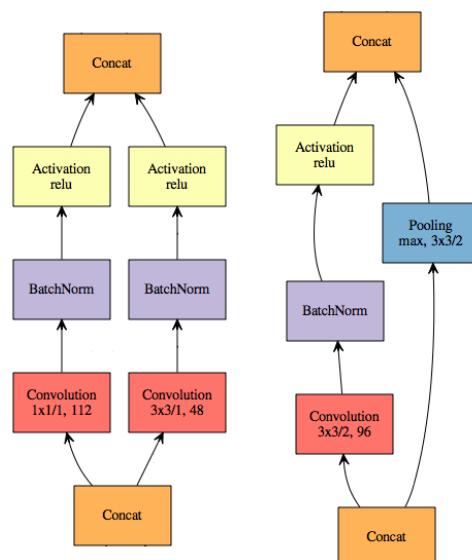 Concat
Activation
relu
Activation
relu
BatchNorm
BatchNorm
Convolution
1x1/1, 112
Convolution
3x3/1, 48
Concat
Concat
Activation
relu
Pooling
max, 3x3/2
BatchNorm
Convolution
3x3/2, 96
Concat